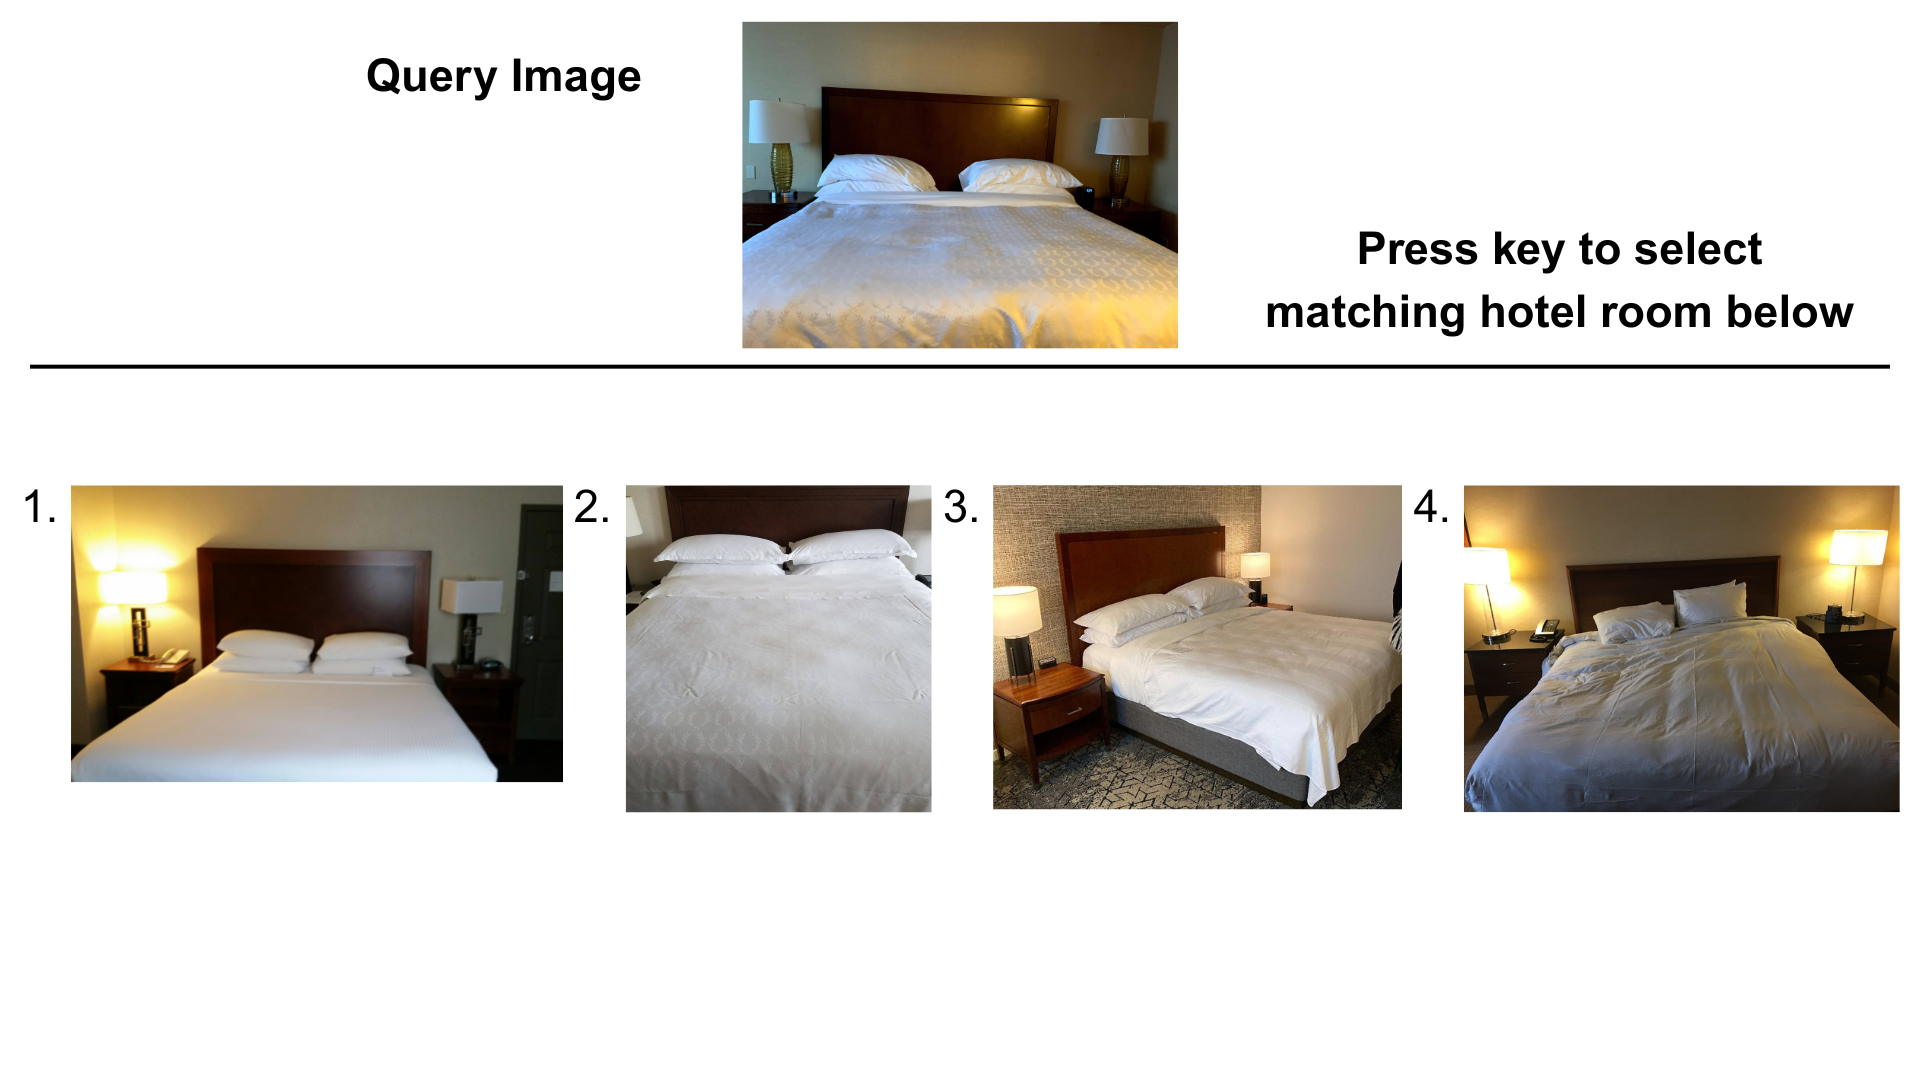 Query Image
Press key to select
matching hotel room below
1.
2.
3.
4.